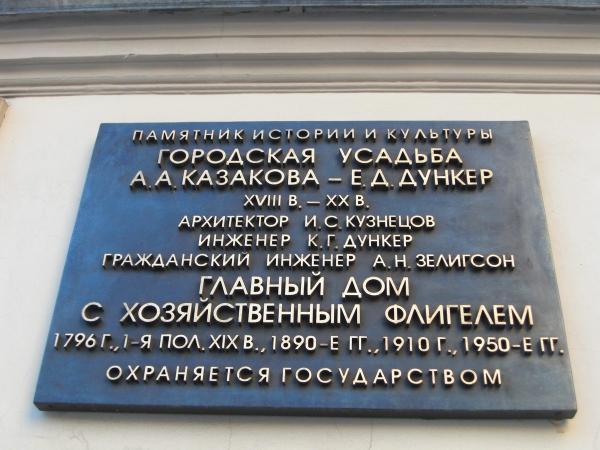 ПАМЯТНИК ИСТОРИИ И КУЛЬТУРЫ
ГОРОДСКАЯ УСАДЬБА
А.А.КАЗАКОВА – Е.Д.ДУНКЕР
XVIII В. – XX В.
АРХИТЕКТОР И.С.КУЗНЕЦОВ
ИНЖЕНЕР К.Г.ДУНКЕР
ГРАЖДАНСКИЙ ИНЖЕНЕР А.Н.ЗЕЛИГСОН
ГЛАВНЫЙ ДОМ
С ХОЗЯЙСТВЕННЫМ ФЛИГЕЛЕМ
1796 Г., 1-Я ПОЛ. XIX В., 1890-Е ГГ., 1910 Г., 1950-Е ГГ.
ОХРАНЯЕТСЯ ГОСУДАРСТВОМ